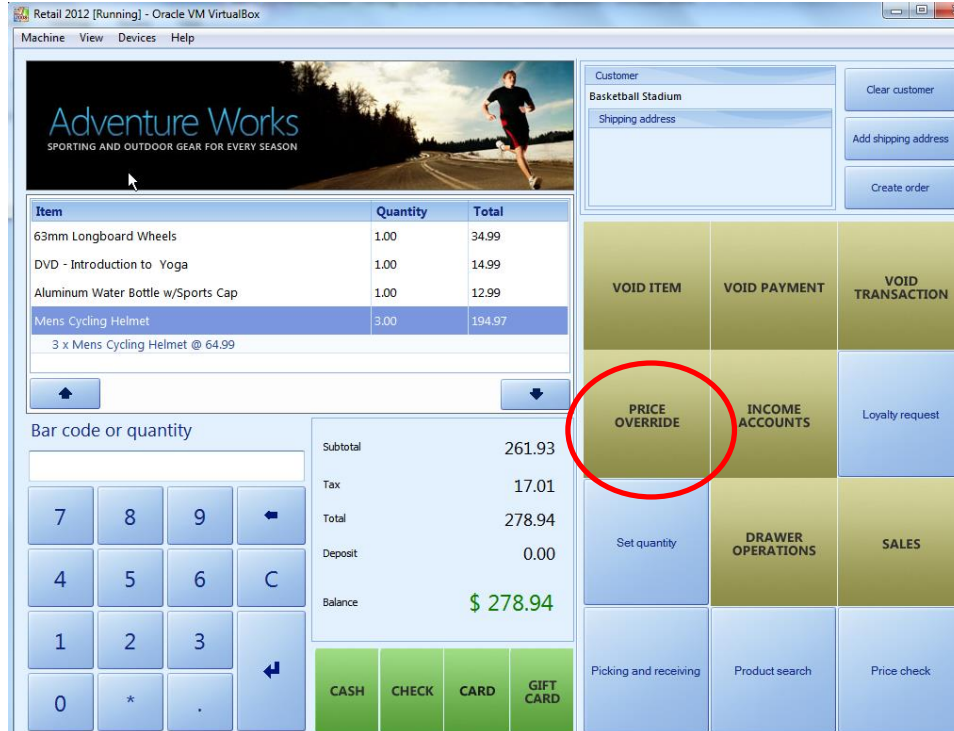 Retail 2012 [Running] - Oracle VM VirtualBox
Machine View Devices Help
Adventure Works
SPORTING AND OUTDOOR GEAR FOR EVERY SEASON
Customer
Basketball Stadium
Shipping address
Clear customer
Add shipping address
Create order
Item Quantity Total
63mm Longboard Wheels 1.00 34.99
DVD - Introduction to Yoga 1.00 14.99
Aluminum Water Bottle w/Sports Cap 1.00 12.99
Mens Cycling Helmet 3.00 194.97
3 x Mens Cycling Helmet @ 64.99
VOID ITEM
VOID PAYMENT
VOID
TRANSACTION
PRICE
OVERRIDE
INCOME
ACCOUNTS
Loyalty request
Set quantity
DRAWER
OPERATIONS
SALES
Picking and receiving
Product search
Price check
Bar code or quantity
7 8 9
4 5 6 C
1 2 3
0 * .
Subtotal 261.93
Tax 17.01
Total 278.94
Deposit 0.00
Balance $ 278.94
CASH
CHECK
CARD
GIFT
CARD